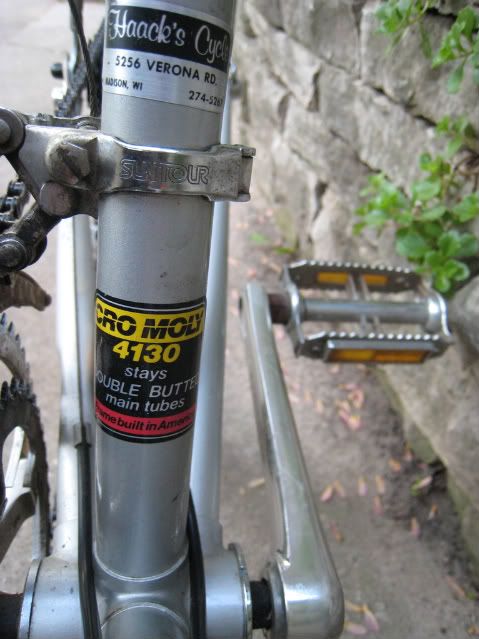 Haack's Cycle
5256 VERONA RD.
MADISON, WI
274-526
SUNTOUR
CRO MOLY
4130
stays
DOUBLE BUTTED
main tubes
Frame built in America